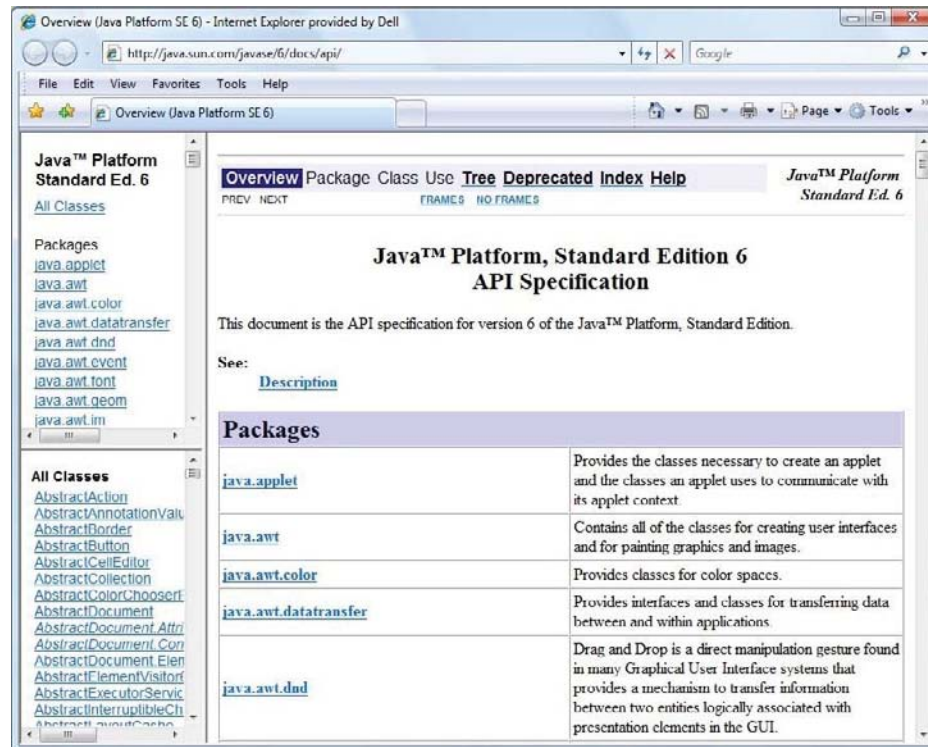 Overview (Java Platform SE 6) - Internet Explorer provided by Dell
http://java.sun.com/javase/6/docs/api/
Google
File Edit View Favorites Tools Help
Overview (Java Platform SE 6)
Page Tools
Java™ Platform
Standard Ed. 6
All Classes
Packages
java.applet
java.awt
java.awt.color
java.awt.datatransfer
java.awt.dnd
java.awt.event
java.awt.font
java.awt.geom
java.awt.im
All Classes
AbstractAction
AbstractAnnotationValu
AbstractBorder
AbstractButton
AbstractCellEditor
AbstractCollection
AbstractColorChooserF
AbstractDocument
AbstractDocument.Attri
AbstractDocument.Con
AbstractDocument.Elen
AbstractElementVisitor6
AbstractExecutorServic
AbstractInterruptibleCh
Overview Package Class Use Tree Deprecated Index Help
PREV NEXT FRAMES NO FRAMES
Java™ Platform
Standard Ed. 6
Java™ Platform, Standard Edition 6
API Specification
This document is the API specification for version 6 of the Java™ Platform, Standard Edition.
See:
Description
Packages
java.applet
Provides the classes necessary to create an applet
and the classes an applet uses to communicate with
its applet context.
java.awt
Contains all of the classes for creating user interfaces
and for painting graphics and images.
java.awt.color
Provides classes for color spaces.
java.awt.datatransfer
Provides interfaces and classes for transferring data
between and within applications.
java.awt.dnd
Drag and Drop is a direct manipulation gesture found
in many Graphical User Interface systems that
provides a mechanism to transfer information
between two entities logically associated with
presentation elements in the GUI.